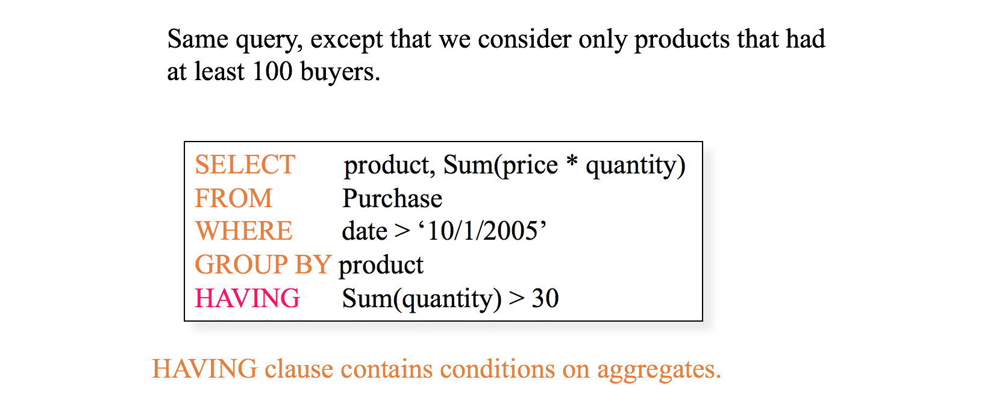 Same query, except that we consider only products that had
at least 100 buyers.
SELECT product, Sum(price * quantity)
FROM Purchase
WHERE date > ‘10/1/2005’
GROUP BY product
HAVING Sum(quantity) > 30
HAVING clause contains conditions on aggregates.